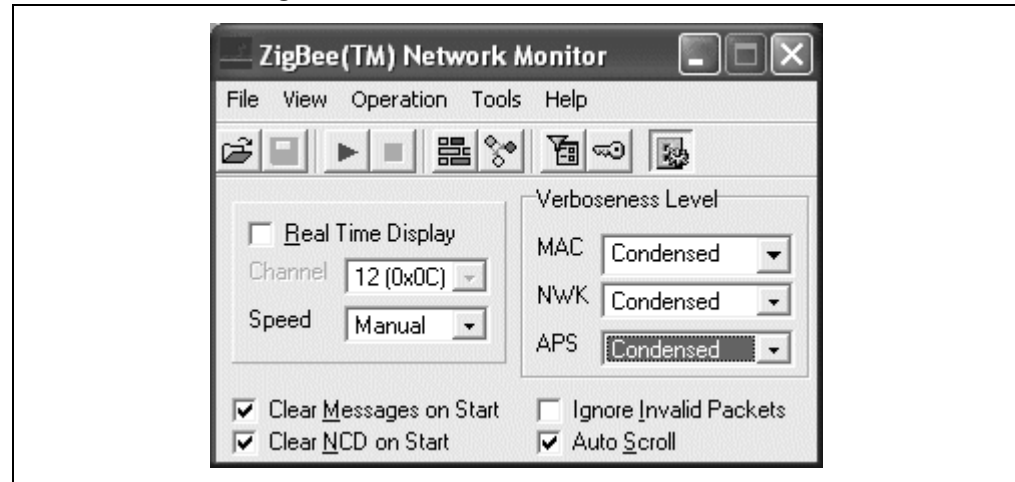 ZigBee(TM) Network Monitor
File View Operation Tools Help
Verboseness Level
Real Time Display
Channel 12 (0x0C)
Speed Manual
MAC Condensed
NWK Condensed
APS Condensed
Clear Messages on Start
Clear NCD on Start
Ignore Invalid Packets
Auto Scroll